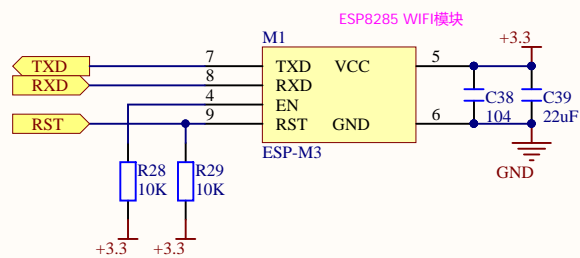 ESP8285 WIFI模块
M1
+3.3
TXD 7 TXD VCC 5
RXD 8 RXD
4 EN
RST 9 RST GND 6
C38
104
C39
22uF
ESP-M3
GND
R28
10K
R29
10K
+3.3
+3.3